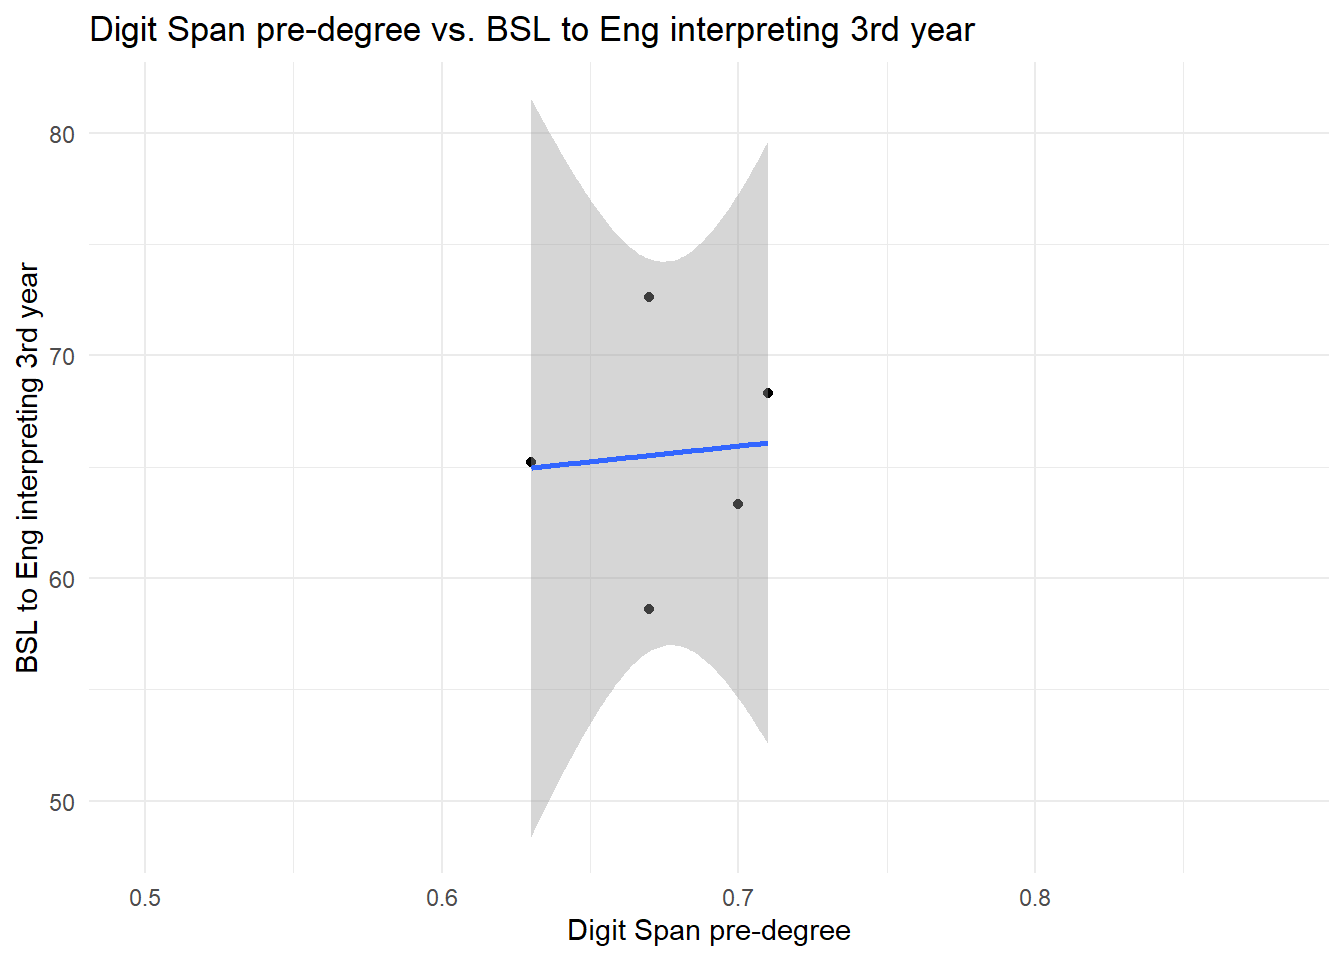 Digit Span pre-degree vs. BSL to Eng interpreting 3rd year
BSL to Eng interpreting 3rd year
80
70
60
50
0.5
0.6
0.7
0.8
Digit Span pre-degree